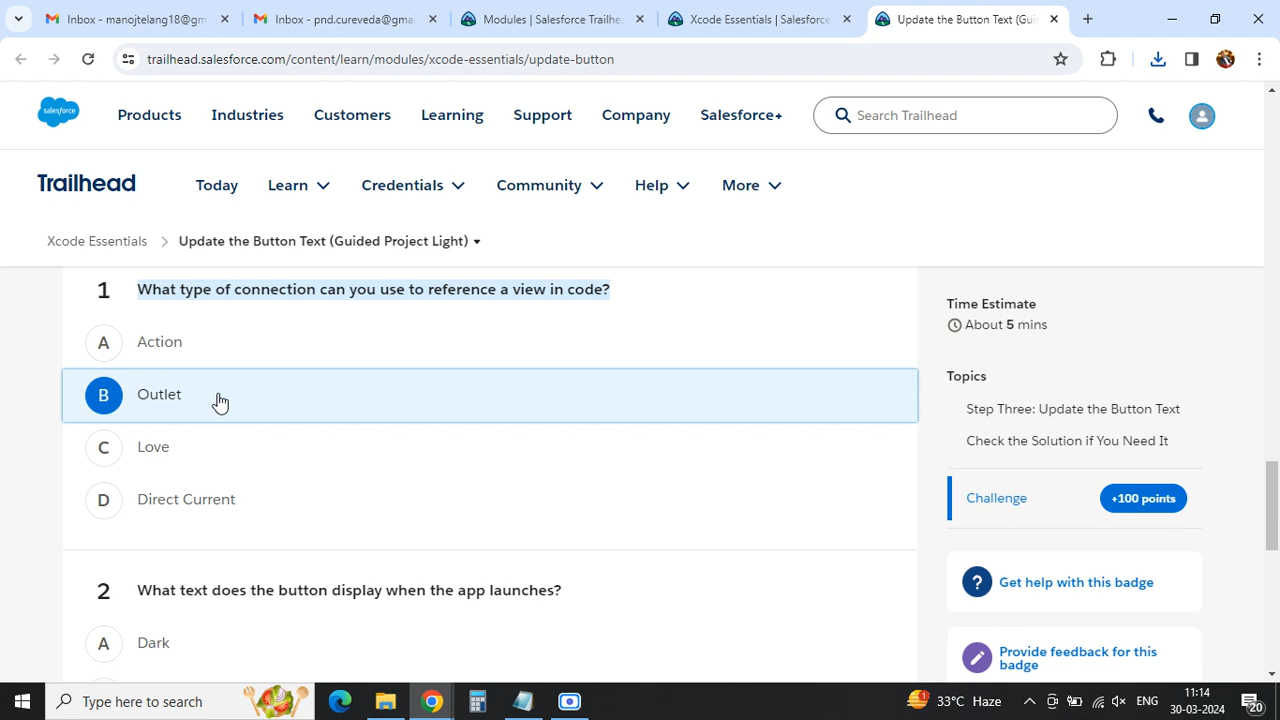 Inbox - manojtelang18@gm
Inbox - pnd.cureveda@gmai
Modules | Salesforce Trailhe
Xcode Essentials | Salesforce
Update the Button Text (Gui
trailhead.salesforce.com/content/learn/modules/xcode-essentials/update-button
salesforce
Products
Industries
Customers
Learning
Support
Company
Salesforce+
Search Trailhead
Trailhead
Today
Learn
Credentials
Community
Help
More
Xcode Essentials
Update the Button Text (Guided Project Light)
1 What type of connection can you use to reference a view in code?
A Action
B Outlet
C Love
D Direct Current
2 What text does the button display when the app launches?
A Dark
Time Estimate
About 5 mins
Topics
Step Three: Update the Button Text
Check the Solution if You Need It
Challenge
+100 points
? Get help with this badge
Provide feedback for this
badge
Type here to search
1
33°C Haze
ENG
11:14
30-03-2024
20